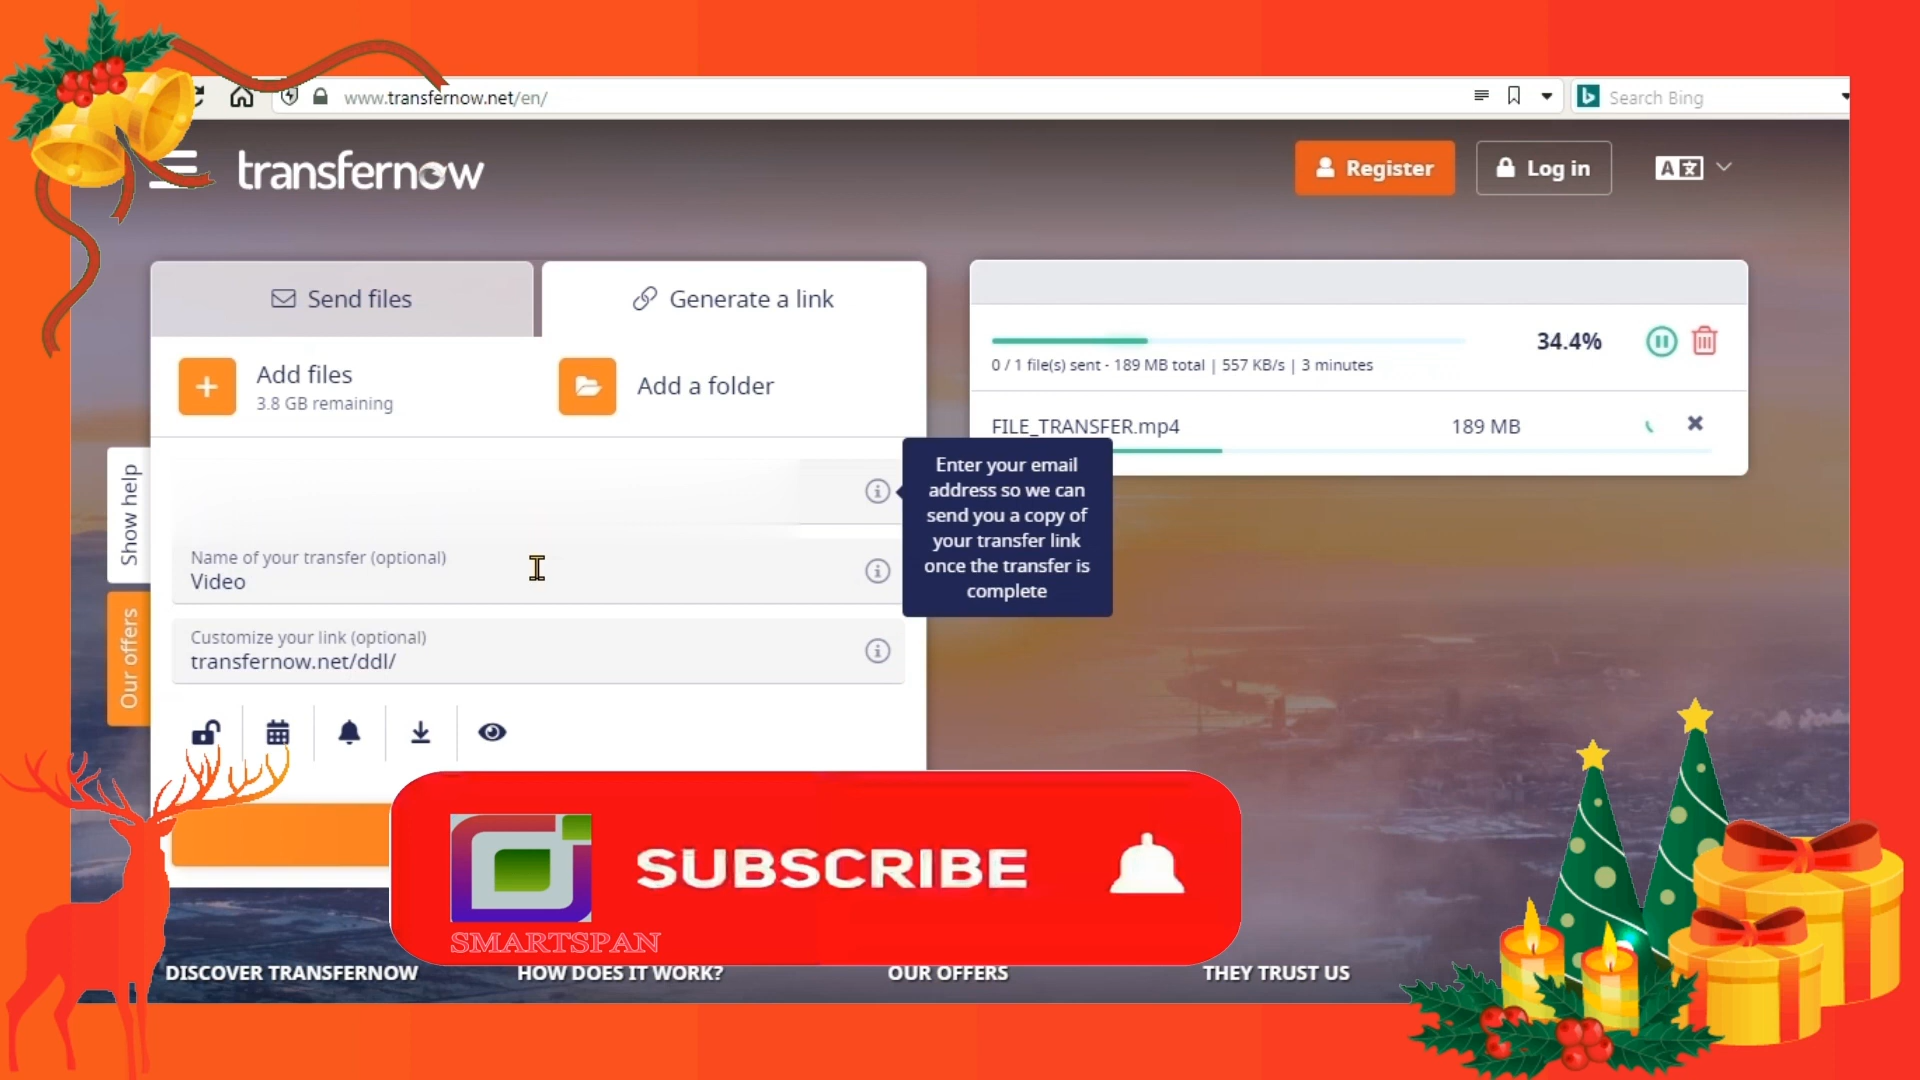 www.transfernow.net/en/
Search Bing
transfernow
Register
Log in
A文
Send files
Generate a link
34.4%
0 / 1 file(s) sent - 189 MB total | 557 KB/s | 3 minutes
Add files
3.8 GB remaining
Add a folder
FILE_TRANSFER.mp4
189 MB
Show help
Our offers
Enter your email
address so we can
send you a copy of
your transfer link
once the transfer is
complete
Name of your transfer (optional)
Video
Customize your link (optional)
transfernow.net/ddl/
SUBSCRIBE
SMARTSPAN
DISCOVER TRANSFERNOW
HOW DOES IT WORK?
OUR OFFERS
THEY TRUST US